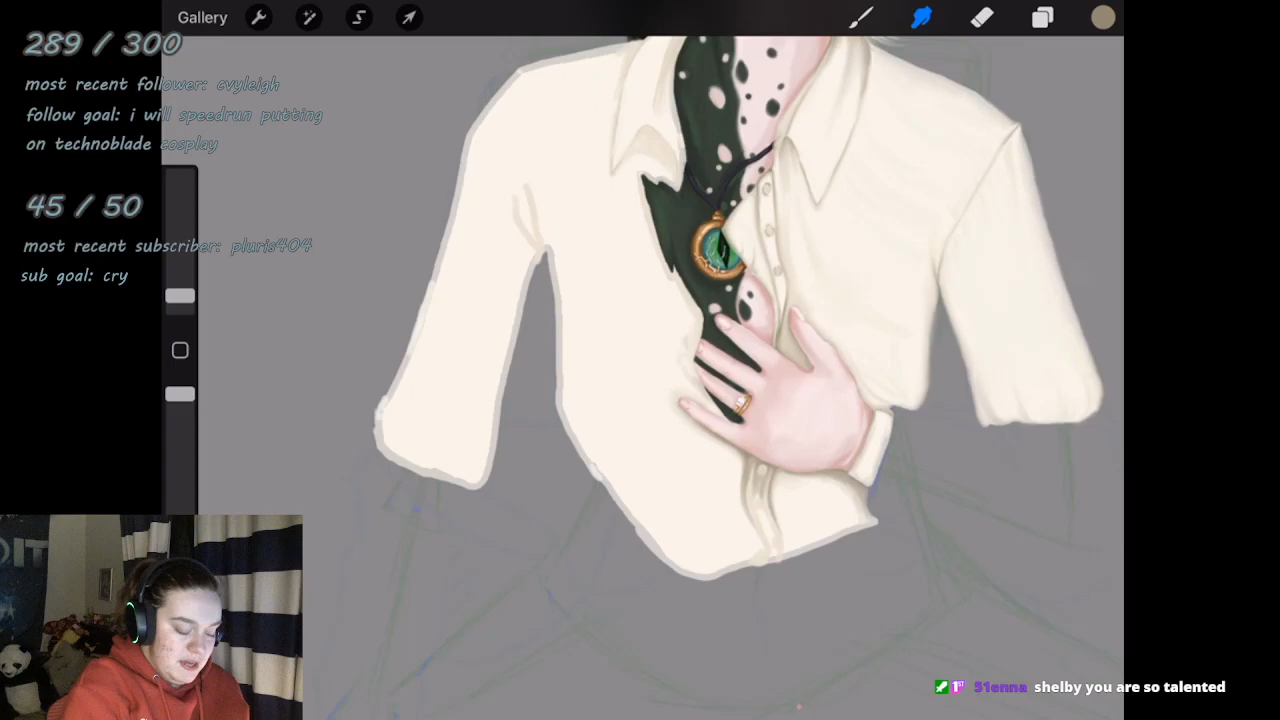 Gallery
289 / 300
most recent follower: cvyleigh
follow goal: i will speedrun putting
on technoblade cosplay
45 / 50
most recent subscriber: pluris404
sub goal: cry
51enna shelby you are so talented